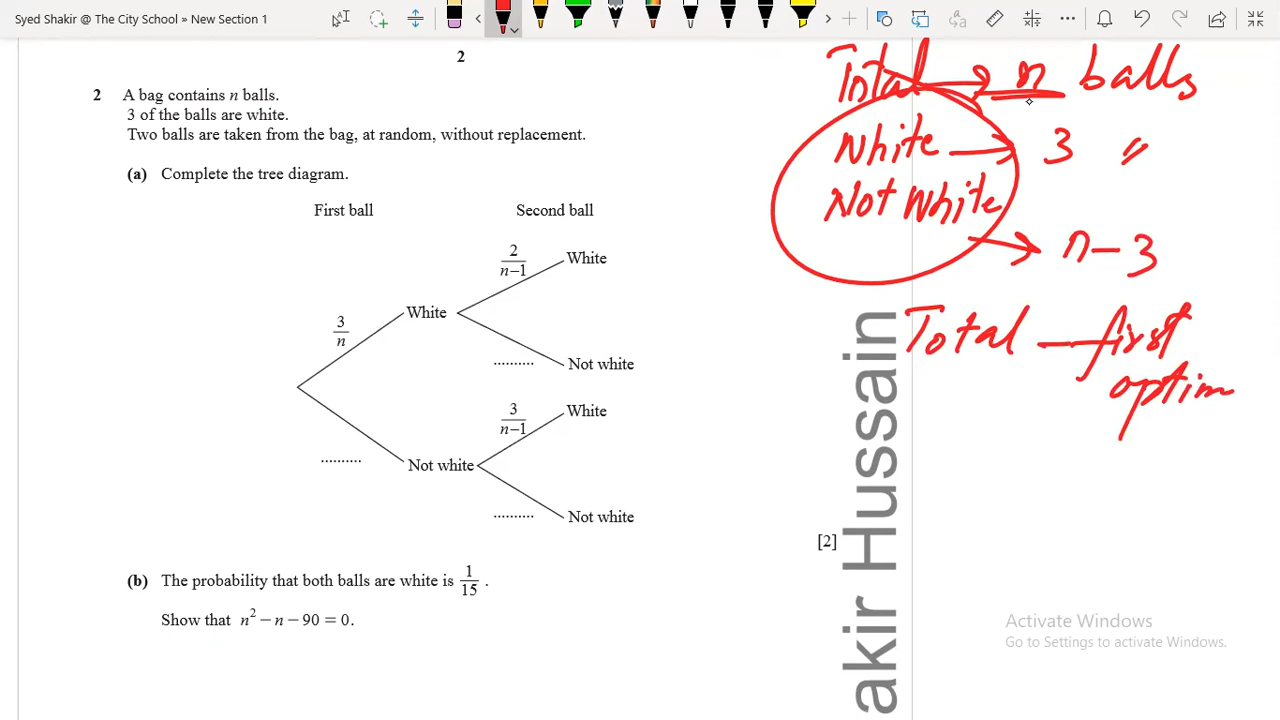 Syed Shakir @ The City School » New Section 1
2
2 A bag contains n balls.
3 of the balls are white.
Two balls are taken from the bag, at random, without replacement.
(a) Complete the tree diagram.
First ball Second ball
2/(n–1) White
3/n White
.......... Not white
3/(n–1) White
.......... Not white
.......... Not white
[2]
(b) The probability that both balls are white is 1/15 .
Show that n² – n – 90 = 0.
Total → n balls
White → 3 〃
Not White
→ n – 3
Total – first
option
akir Hussain
Activate Windows
Go to Settings to activate Windows.